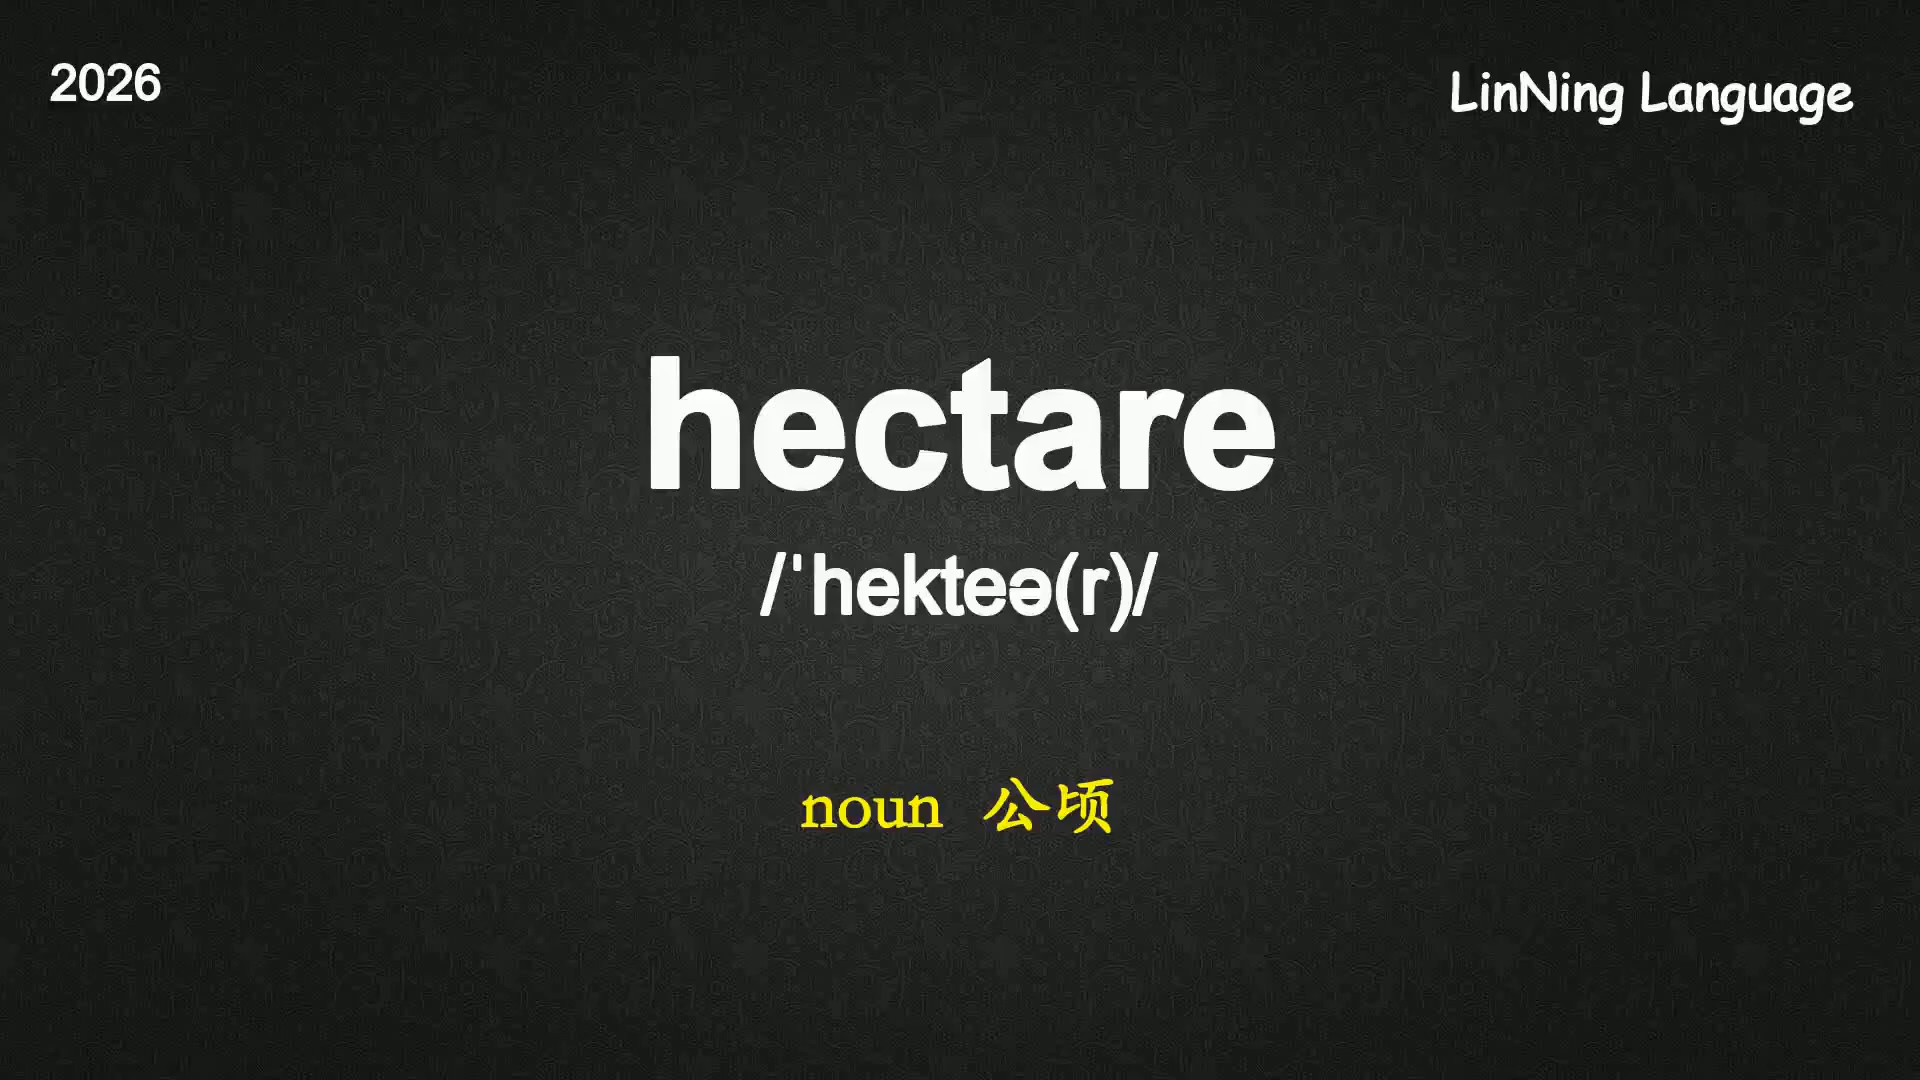 2026
LinNing Language
hectare
/ˈhekteə(r)/
noun 公顷